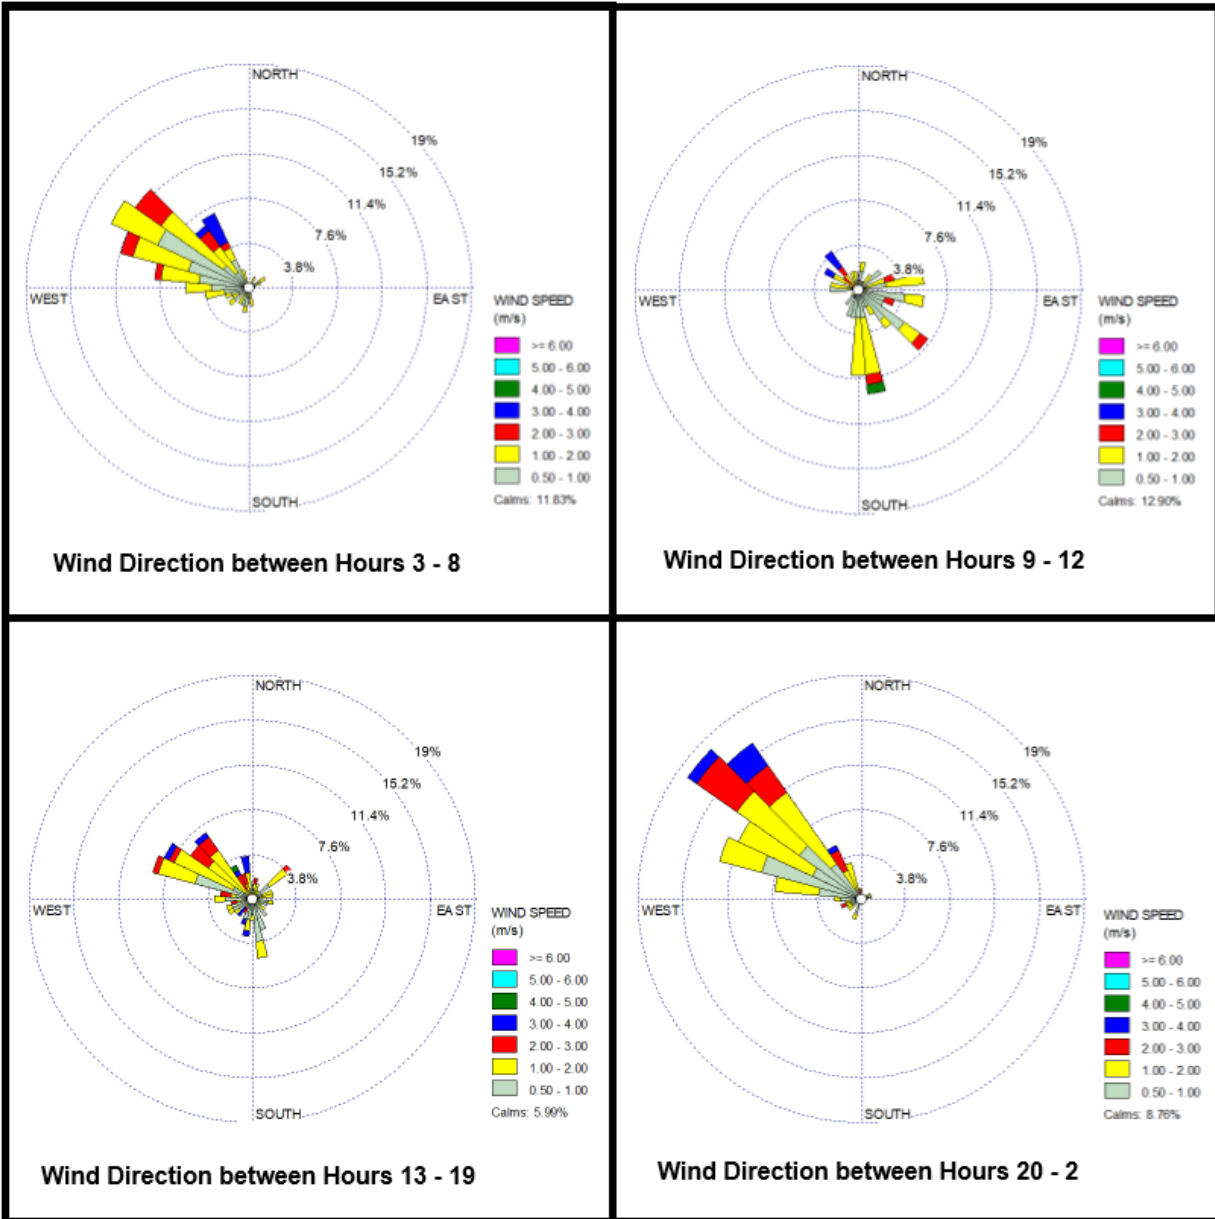 NORTH
19%
15.2%
11.4%
7.6%
3.8%
WEST
EAST
WIND SPEED
(m/s)
>= 6.00
5.00 - 6.00
4.00 - 5.00
3.00 - 4.00
2.00 - 3.00
1.00 - 2.00
0.50 - 1.00
Calms: 11.83%
SOUTH
Wind Direction between Hours 3 - 8
NORTH
19%
15.2%
11.4%
7.6%
3.8%
WEST
EAST
WIND SPEED
(m/s)
>= 6.00
5.00 - 6.00
4.00 - 5.00
3.00 - 4.00
2.00 - 3.00
1.00 - 2.00
0.50 - 1.00
Calms: 12.90%
SOUTH
Wind Direction between Hours 9 - 12
NORTH
19%
15.2%
11.4%
7.6%
3.8%
WEST
EAST
WIND SPEED
(m/s)
>= 6.00
5.00 - 6.00
4.00 - 5.00
3.00 - 4.00
2.00 - 3.00
1.00 - 2.00
0.50 - 1.00
Calms: 5.99%
SOUTH
Wind Direction between Hours 13 - 19
NORTH
19%
15.2%
11.4%
7.6%
3.8%
WEST
EAST
WIND SPEED
(m/s)
>= 6.00
5.00 - 6.00
4.00 - 5.00
3.00 - 4.00
2.00 - 3.00
1.00 - 2.00
0.50 - 1.00
Calms: 8.76%
SOUTH
Wind Direction between Hours 20 - 2